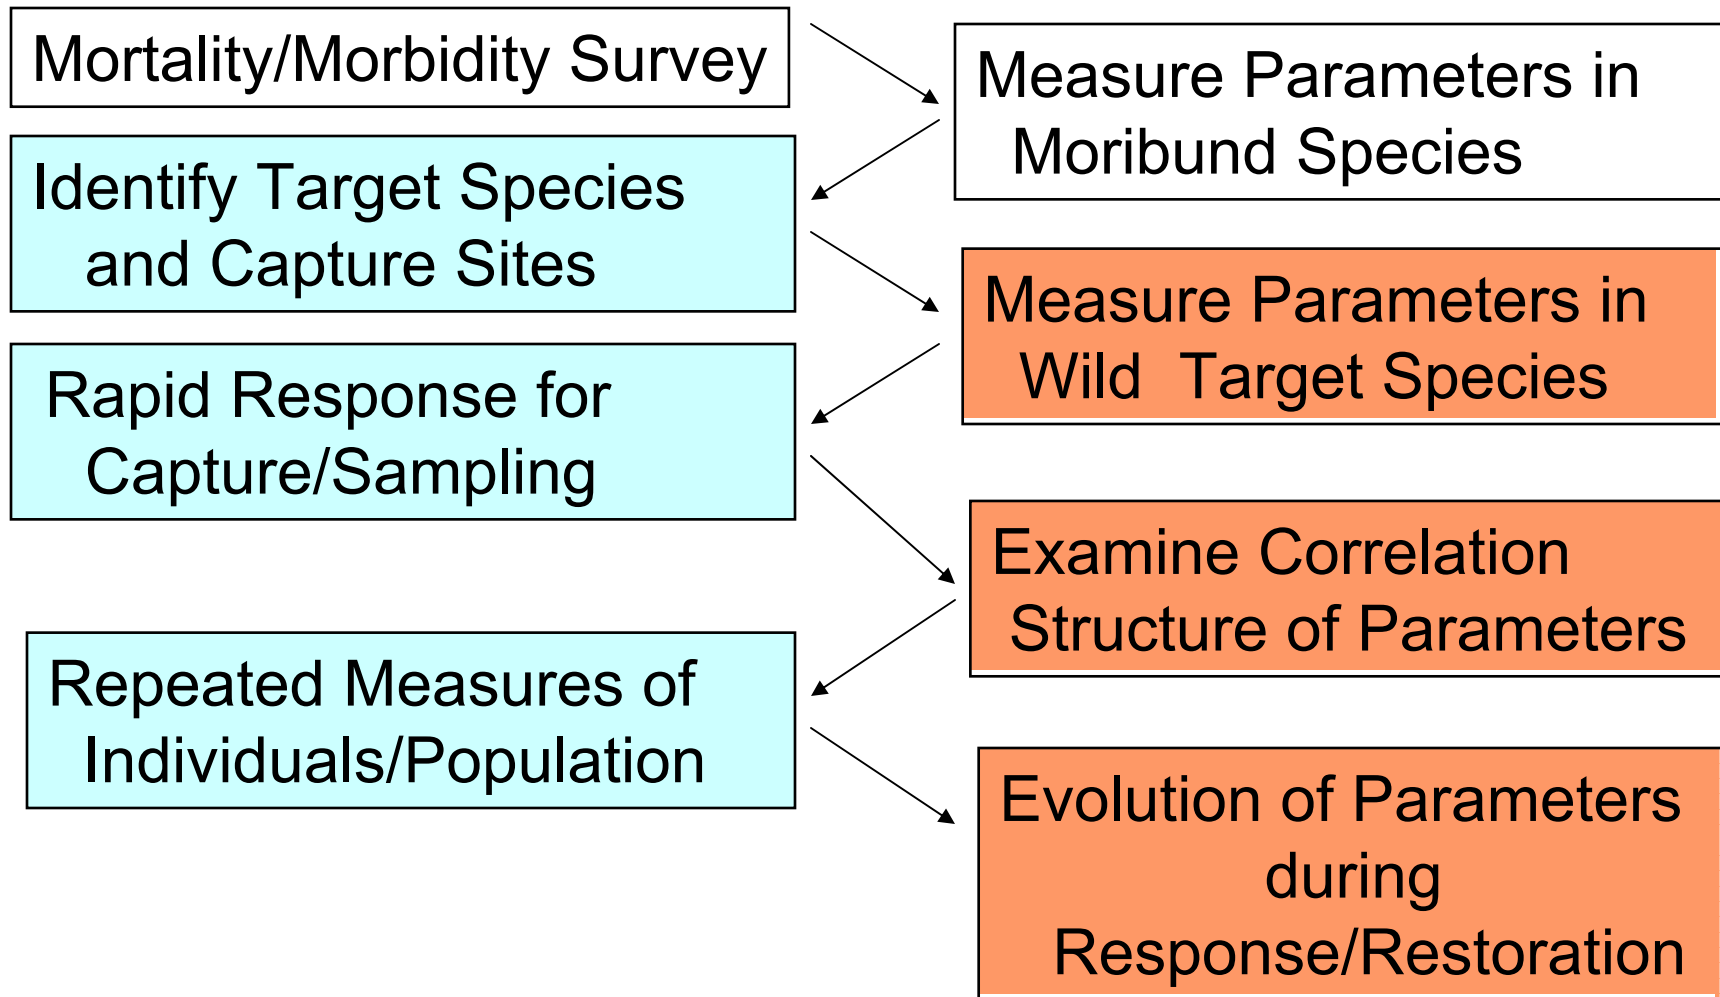 Mortality/Morbidity Survey
Measure Parameters in
Moribund Species
Identify Target Species
and Capture Sites
Measure Parameters in
Wild Target Species
Rapid Response for
Capture/Sampling
Examine Correlation
Structure of Parameters
Repeated Measures of
Individuals/Population
Evolution of Parameters
during
Response/Restoration